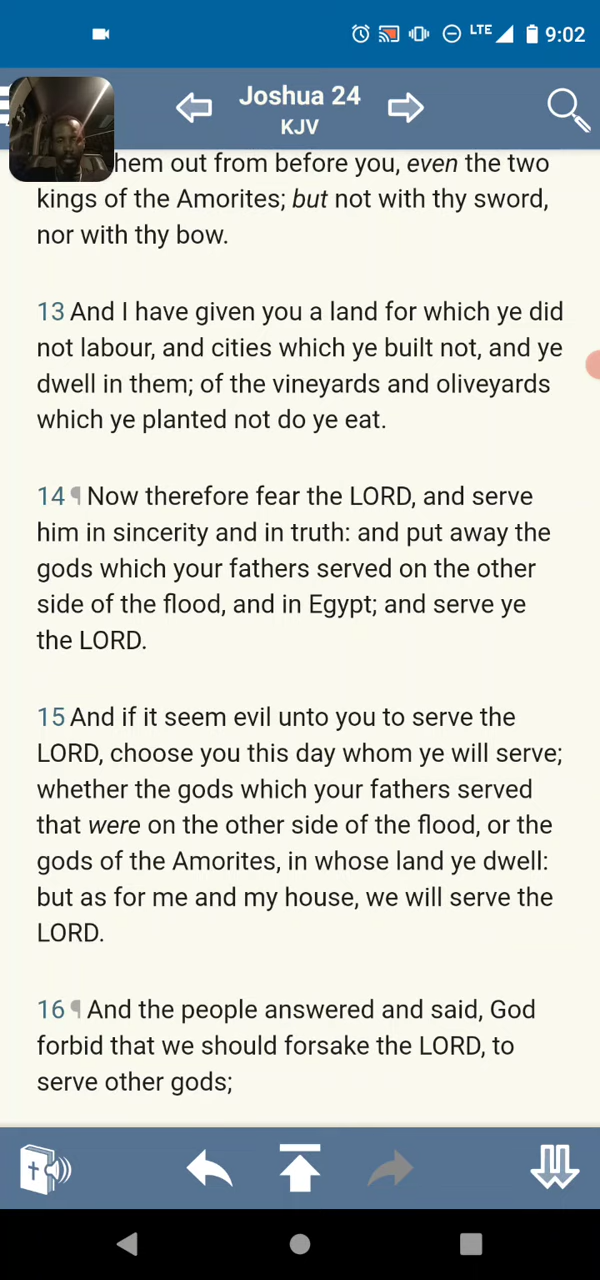 LTE 9:02
Joshua 24
KJV
hem out from before you, even the two
kings of the Amorites; but not with thy sword,
nor with thy bow.
13 And I have given you a land for which ye did
not labour, and cities which ye built not, and ye
dwell in them; of the vineyards and oliveyards
which ye planted not do ye eat.
14 ¶ Now therefore fear the LORD, and serve
him in sincerity and in truth: and put away the
gods which your fathers served on the other
side of the flood, and in Egypt; and serve ye
the LORD.
15 And if it seem evil unto you to serve the
LORD, choose you this day whom ye will serve;
whether the gods which your fathers served
that were on the other side of the flood, or the
gods of the Amorites, in whose land ye dwell:
but as for me and my house, we will serve the
LORD.
16 ¶ And the people answered and said, God
forbid that we should forsake the LORD, to
serve other gods;